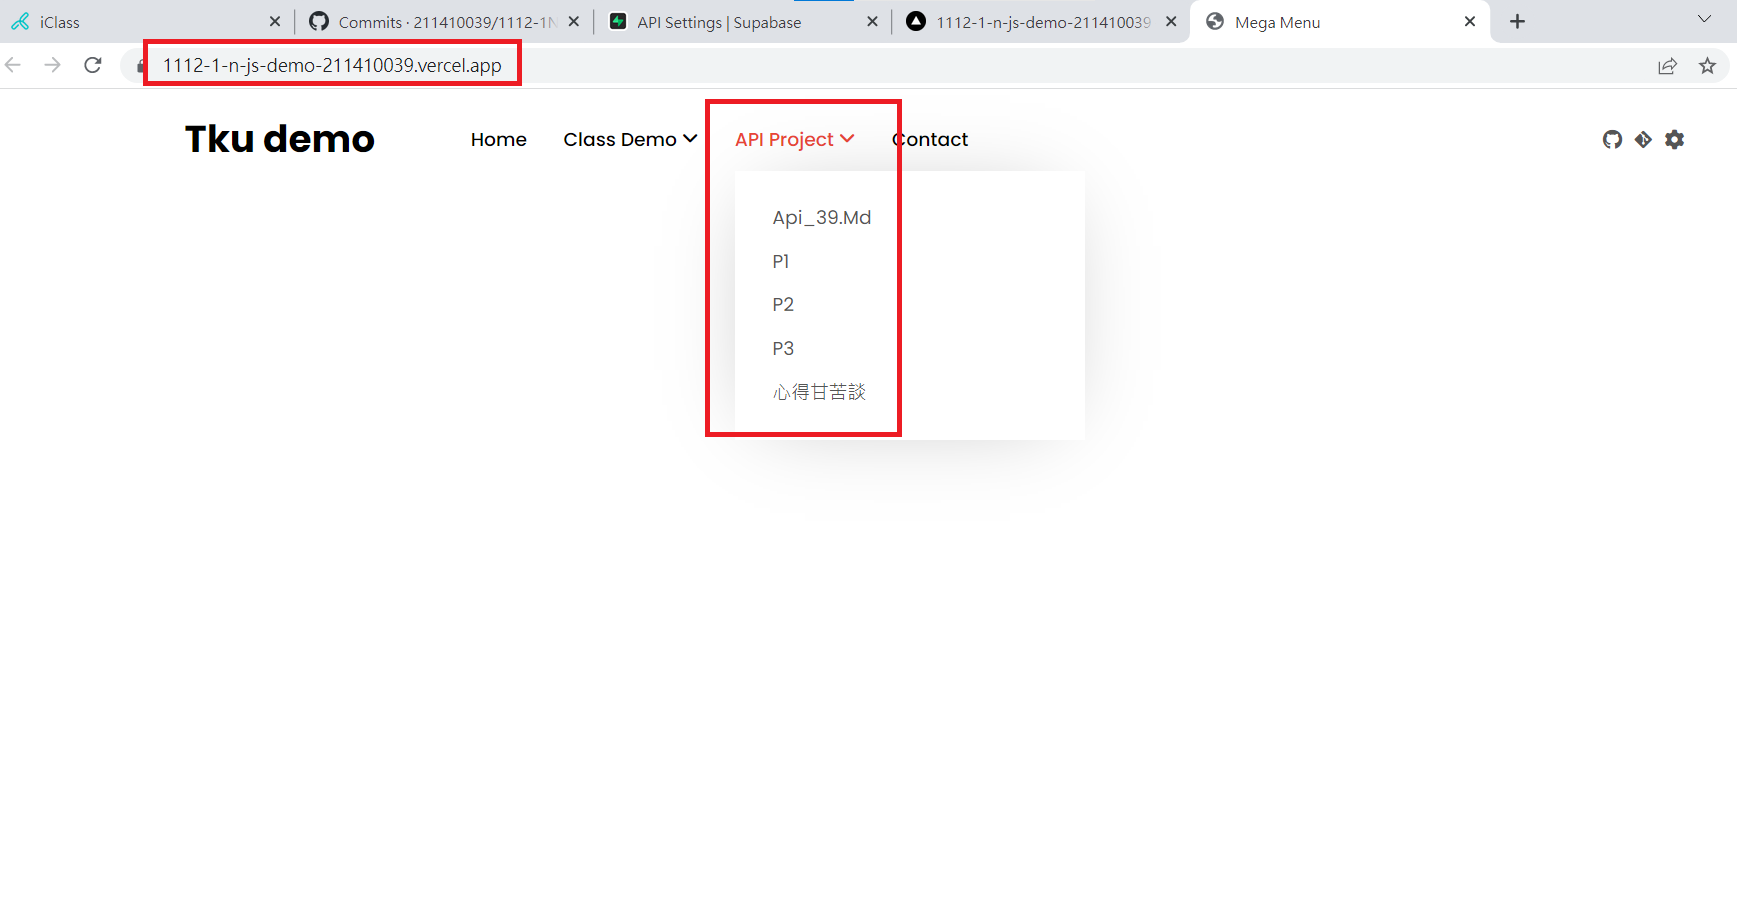 iClass
Commits · 211410039/1112-1N
API Settings | Supabase
1112-1-n-js-demo-211410039
Mega Menu
1112-1-n-js-demo-211410039.vercel.app
Tku demo
Home
Class Demo
API Project
Contact
Api_39.Md
P1
P2
P3
心得甘苦談